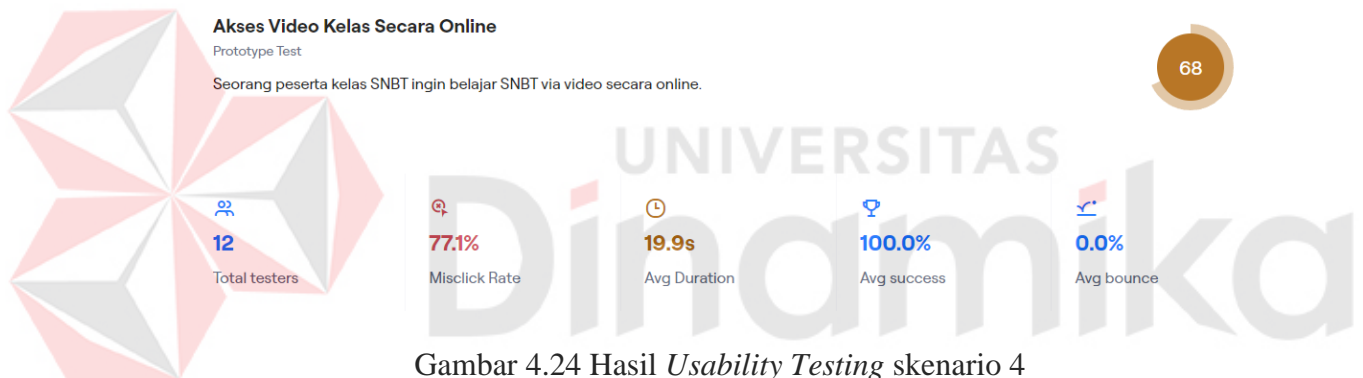 Akses Video Kelas Secara Online
Prototype Test
68
Seorang peserta kelas SNBT ingin belajar SNBT via video secara online.
UNIVERSITAS
Dinamika
12
77.1%
19.9s
100.0%
0.0%
Total testers
Misclick Rate
Avg Duration
Avg success
Avg bounce
Gambar 4.24 Hasil Usability Testing skenario 4